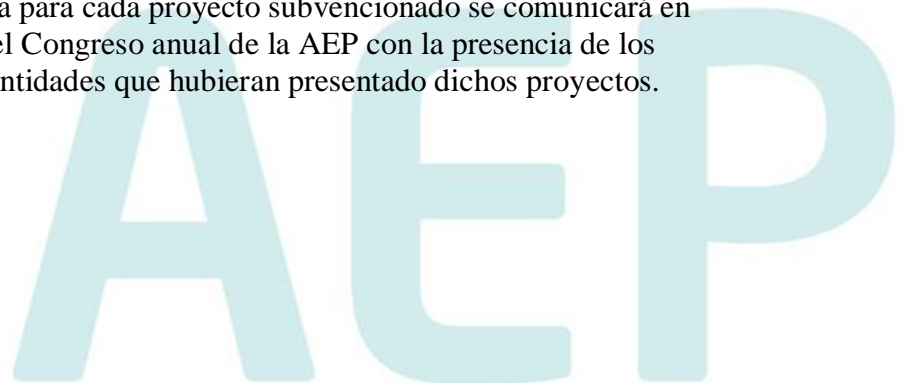 a para cada proyecto subvencionado se comunicará en
el Congreso anual de la AEP con la presencia de los
ntidades que hubieran presentado dichos proyectos.
AEP